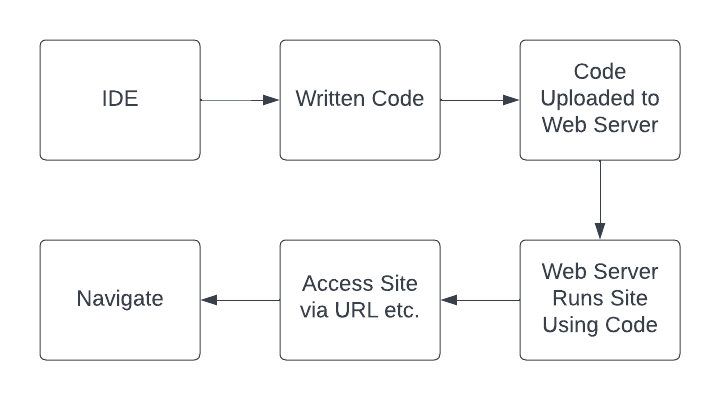 IDE
Written Code
Code
Uploaded to
Web Server
Web Server
Runs Site
Using Code
Access Site
via URL etc.
Navigate